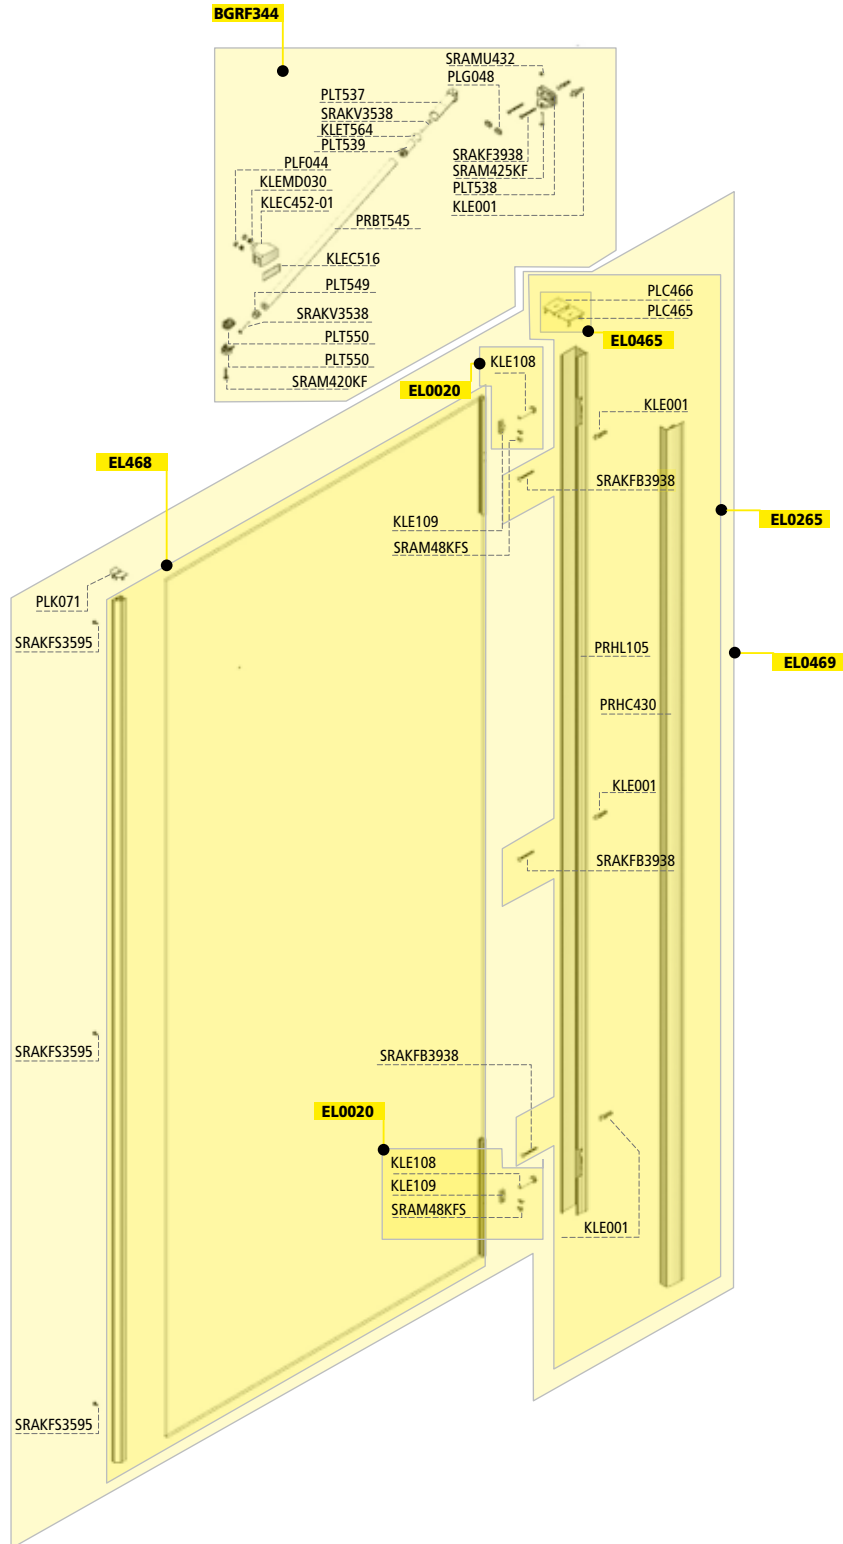 BGRF344
SRAMU432
PLG048
PLT537
SRAKV3538
KLET564
PLT539
PLF044
SRAKF3938
SRAM425KF
KLEMD030
PLT538
KLEC452-01
KLE001
PRBT545
KLEC516
PLT549
PLC466
SRAKV3538
PLC465
PLT550
EL0465
PLT550
KLE108
SRAM420KF
EL0020
KLE001
EL468
SRAKFB3938
KLE109
EL0265
SRAM48KFS
PLK071
SRAKFS3595
PRHL105
EL0469
PRHC430
KLE001
SRAKFB3938
SRAKFS3595
SRAKFB3938
EL0020
KLE108
KLE109
SRAM48KFS
KLE001
SRAKFS3595